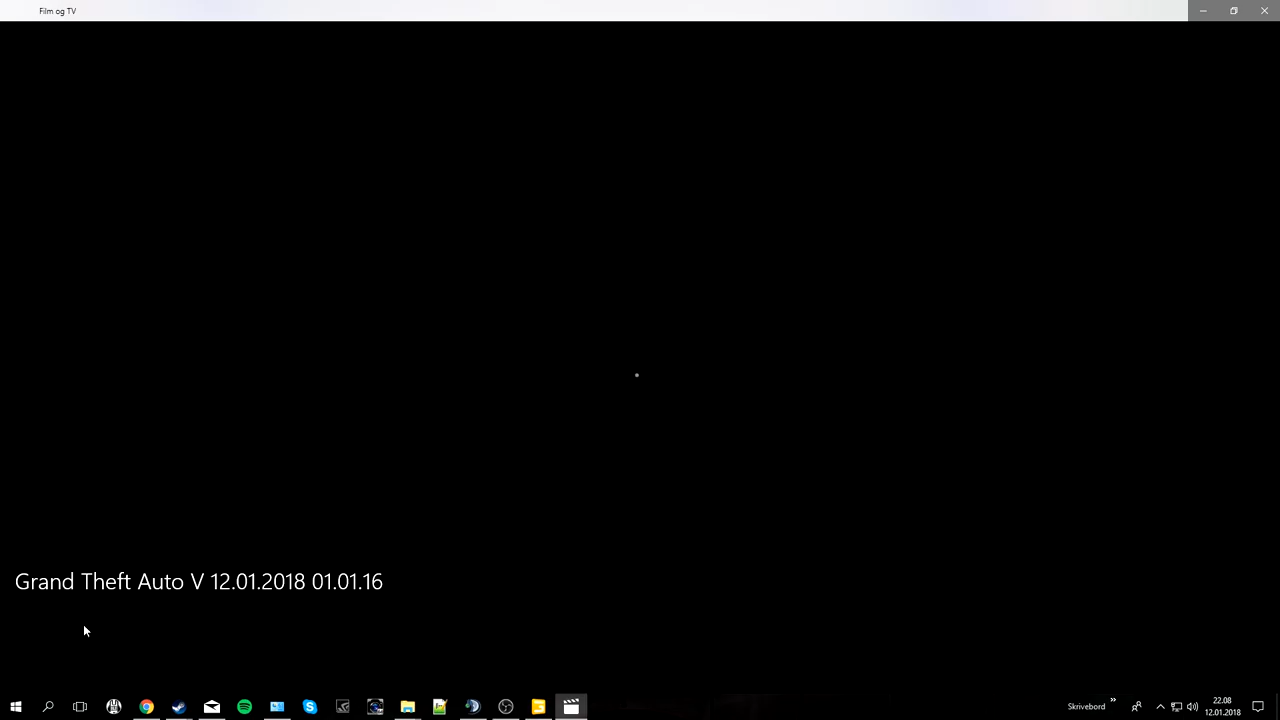 Film og TV
Grand Theft Auto V 12.01.2018 01.01.16
Skrivebord
22.08
12.01.2018